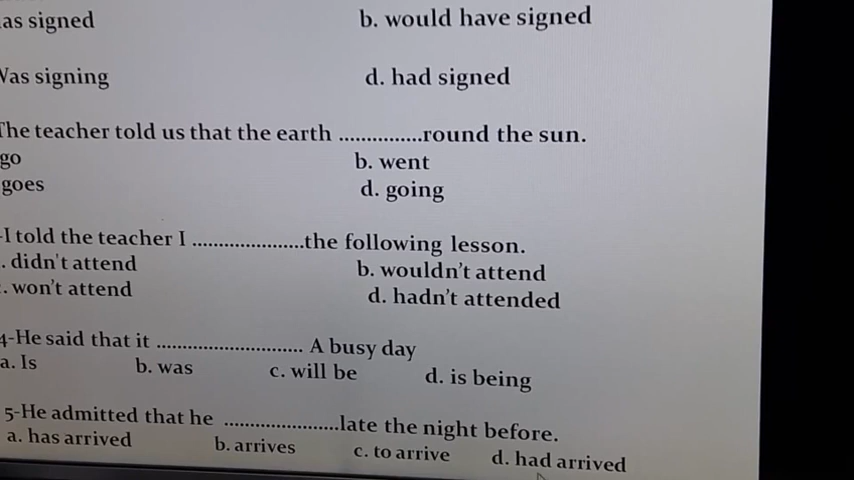 as signed b. would have signed
Was signing d. had signed
The teacher told us that the earth ................round the sun.
go b. went
goes d. going
-I told the teacher I .....................the following lesson.
. didn't attend b. wouldn't attend
. won't attend d. hadn't attended
4-He said that it ............................ A busy day
a. Is b. was c. will be d. is being
5-He admitted that he ......................late the night before.
a. has arrived b. arrives c. to arrive d. had arrived